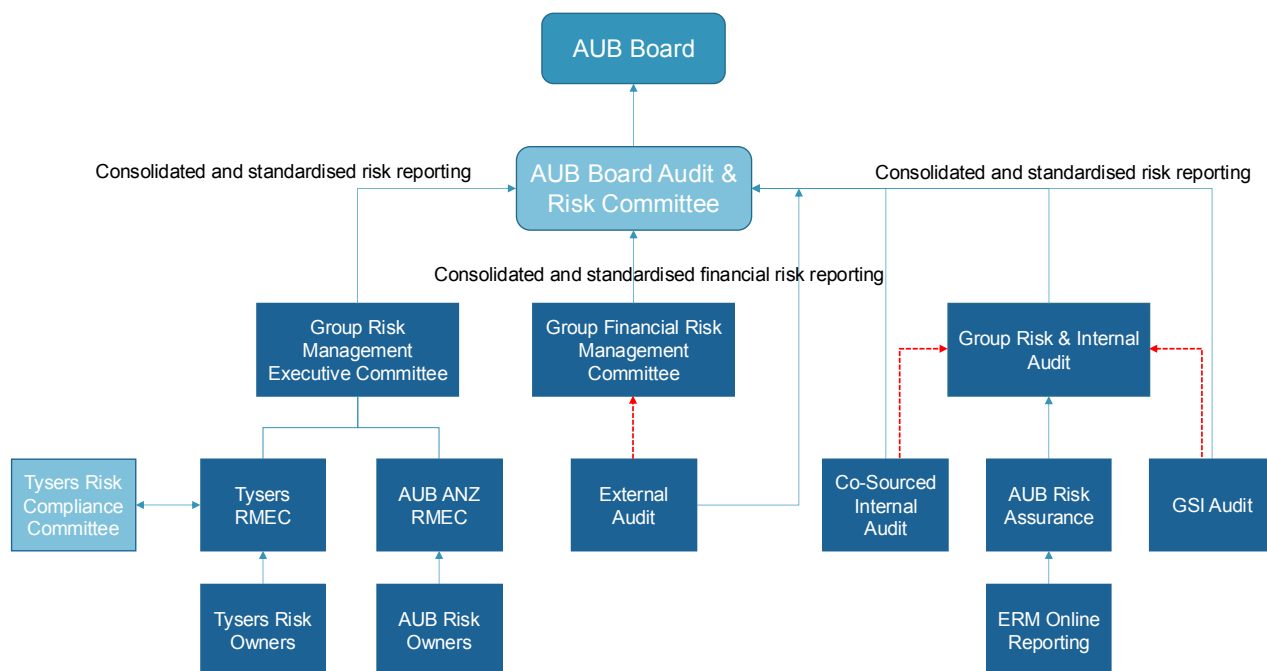 AUB Board
Consolidated and standardised risk reporting
AUB Board Audit &
Risk Committee
Consolidated and standardised risk reporting
Consolidated and standardised financial risk reporting
Group Risk
Management
Executive Committee
Group Financial Risk
Management
Committee
Group Risk & Internal
Audit
Tysers Risk
Compliance
Committee
Tysers
RMEC
AUB ANZ
RMEC
External
Audit
Co-Sourced
Internal
Audit
AUB Risk
Assurance
GSI Audit
Tysers Risk
Owners
AUB Risk
Owners
ERM Online
Reporting